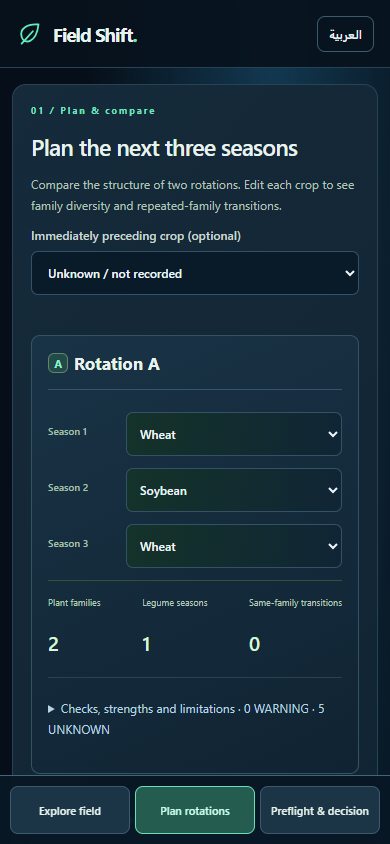 Field Shift.
العربية
01 / Plan & compare
Plan the next three seasons
Compare the structure of two rotations. Edit each crop to see
family diversity and repeated-family transitions.
Immediately preceding crop (optional)
Unknown / not recorded
A Rotation A
Season 1 Wheat
Season 2 Soybean
Season 3 Wheat
Plant families Legume seasons Same-family transitions
2 1 0
Checks, strengths and limitations · 0 WARNING · 5
UNKNOWN
Explore field Plan rotations Preflight & decision